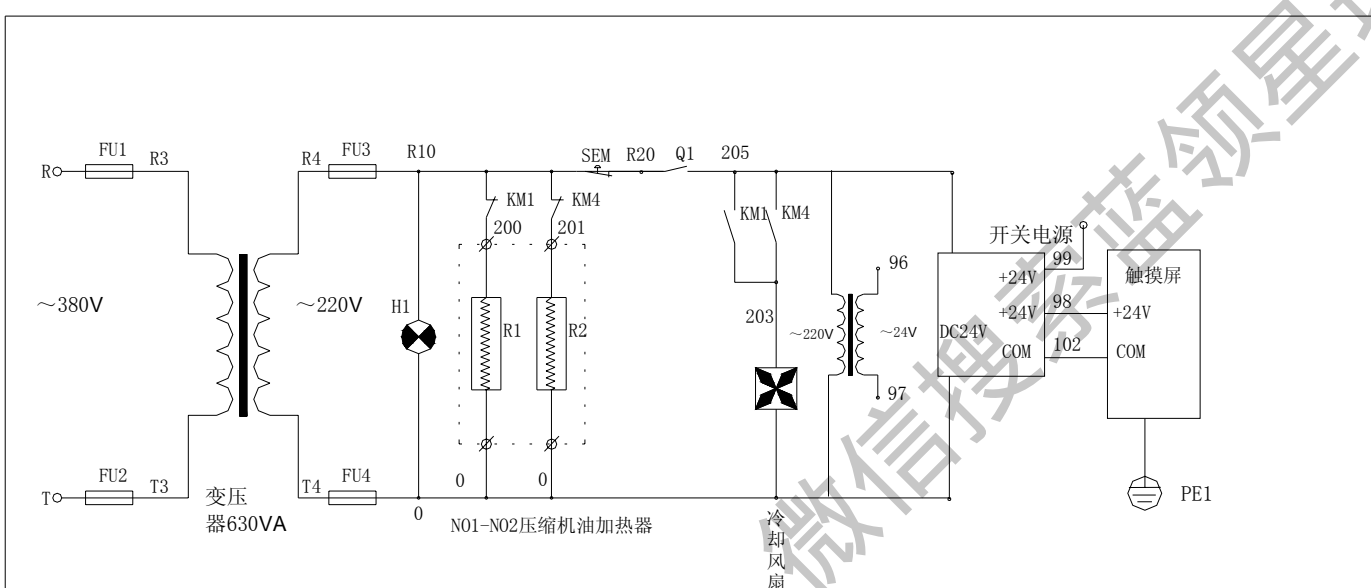 FU1
R3
R4
FU3
R10
SEM
R20
Q1
205
R
KM1
KM4
200
201
KM1
KM4
开关电源
99
96
+24V
触摸屏
～380V
～220V
H1
R1
R2
203
～220V
～24V
DC24V
+24V
98
+24V
COM
102
COM
97
FU2
T3
T4
FU4
0
0
T
变压
器630VA
0
NO1-NO2压缩机油加热器
冷
却
风
扇
PE1
微信搜索蓝领星球